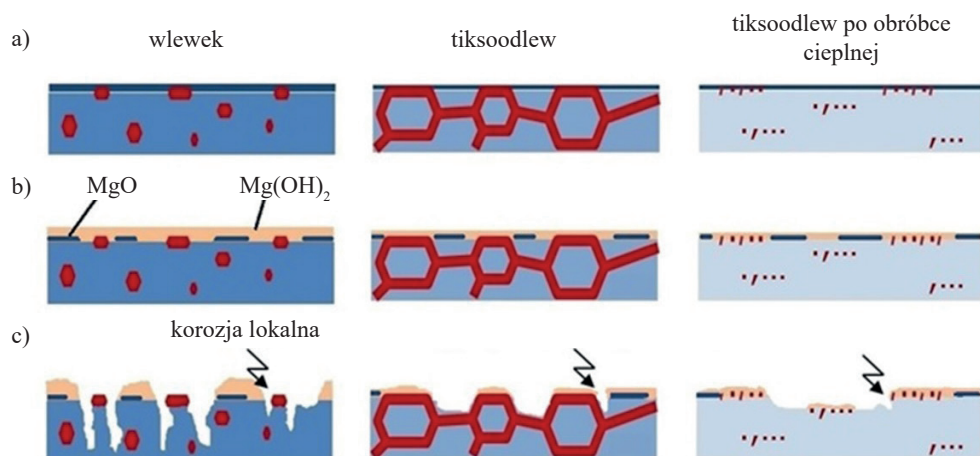 a)
wlewek
tiksoodlew
tiksoodlew po obróbce
cieplnej
b)
MgO
Mg(OH)2
c)
korozja lokalna